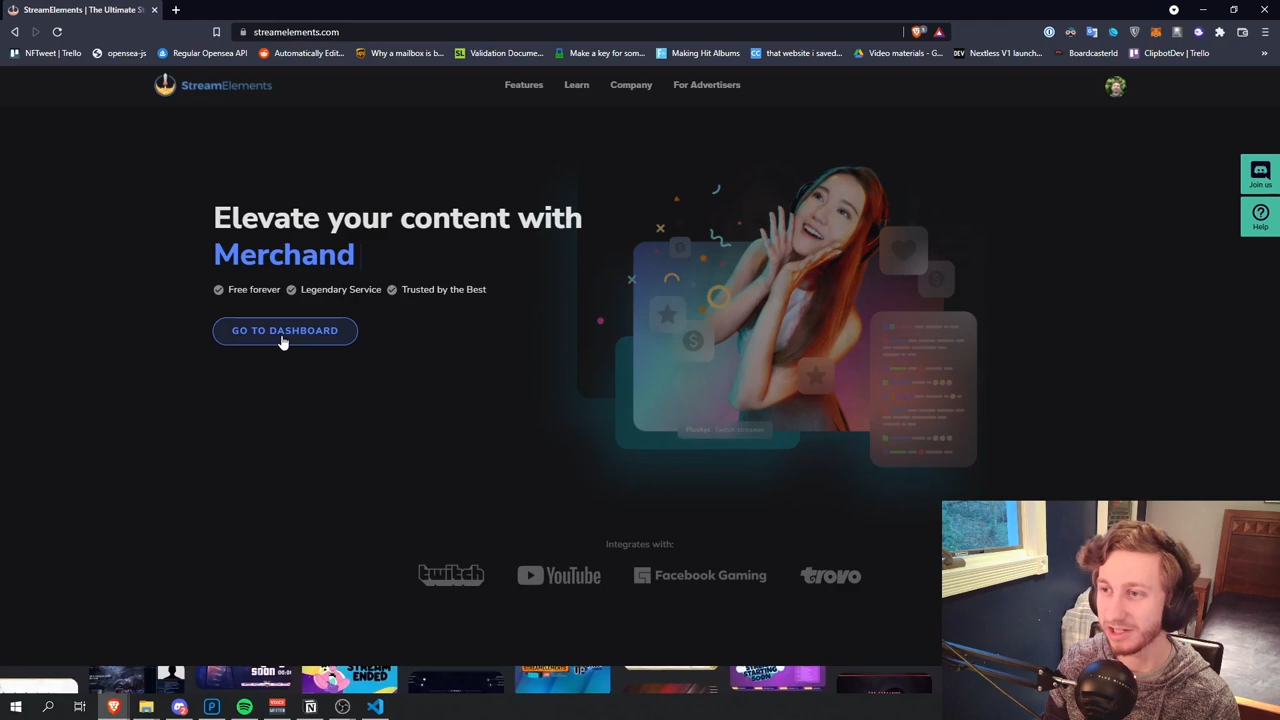 StreamElements | The Ultimate S
streamelements.com
NFTweet | Trello
opensea-js
Regular Opensea API
Automatically Edit...
Why a mailbox is b...
Validation Docume...
Make a key for som...
Making Hit Albums
that website i saved...
Video materials - G...
Nextless V1 launch...
BoardcasterId
ClipbotDev | Trello
StreamElements
Features
Learn
Company
For Advertisers
Join us
Help
Elevate your content with
Merchand
Free forever
Legendary Service
Trusted by the Best
GO TO DASHBOARD
Integrates with:
twitch
YouTube
Facebook Gaming
trovo
STREAM
ENDED